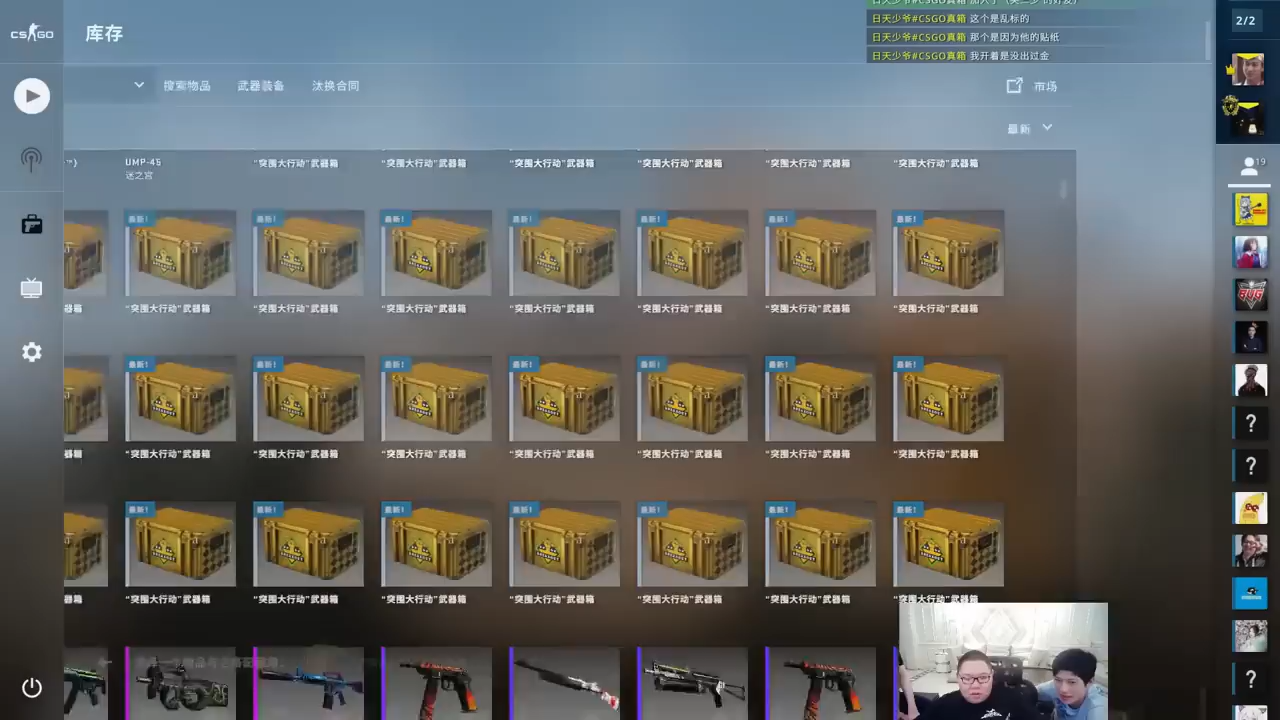 日天少爷#CSGO真箱 这个是乱标的
日天少爷#CSGO真箱 那个是因为他的贴纸
日天少爷#CSGO真箱 我开着是没出过金
2/2
CS GO
库存
搜索物品 武器装备 汰换合同
市场
最新
19
UMP-45 "突围大行动"武器箱 "突围大行动"武器箱 "突围大行动"武器箱 "突围大行动"武器箱 "突围大行动"武器箱 "突围大行动"武器箱
迷之宫
最新! 最新! 最新! 最新! 最新! 最新! 最新!
器箱 "突围大行动"武器箱 "突围大行动"武器箱 "突围大行动"武器箱 "突围大行动"武器箱 "突围大行动"武器箱 "突围大行动"武器箱 "突围大行动"武器箱
BUG
最新! 最新! 最新! 最新! 最新! 最新! 最新!
器箱 "突围大行动"武器箱 "突围大行动"武器箱 "突围大行动"武器箱 "突围大行动"武器箱 "突围大行动"武器箱 "突围大行动"武器箱 "突围大行动"武器箱
? 
?
最新! 最新! 最新! 最新! 最新! 最新! 最新!
器箱 "突围大行动"武器箱 "突围大行动"武器箱 "突围大行动"武器箱 "突围大行动"武器箱 "突围大行动"武器箱 "突围大行动"武器箱 "突围大行动"武器箱
?